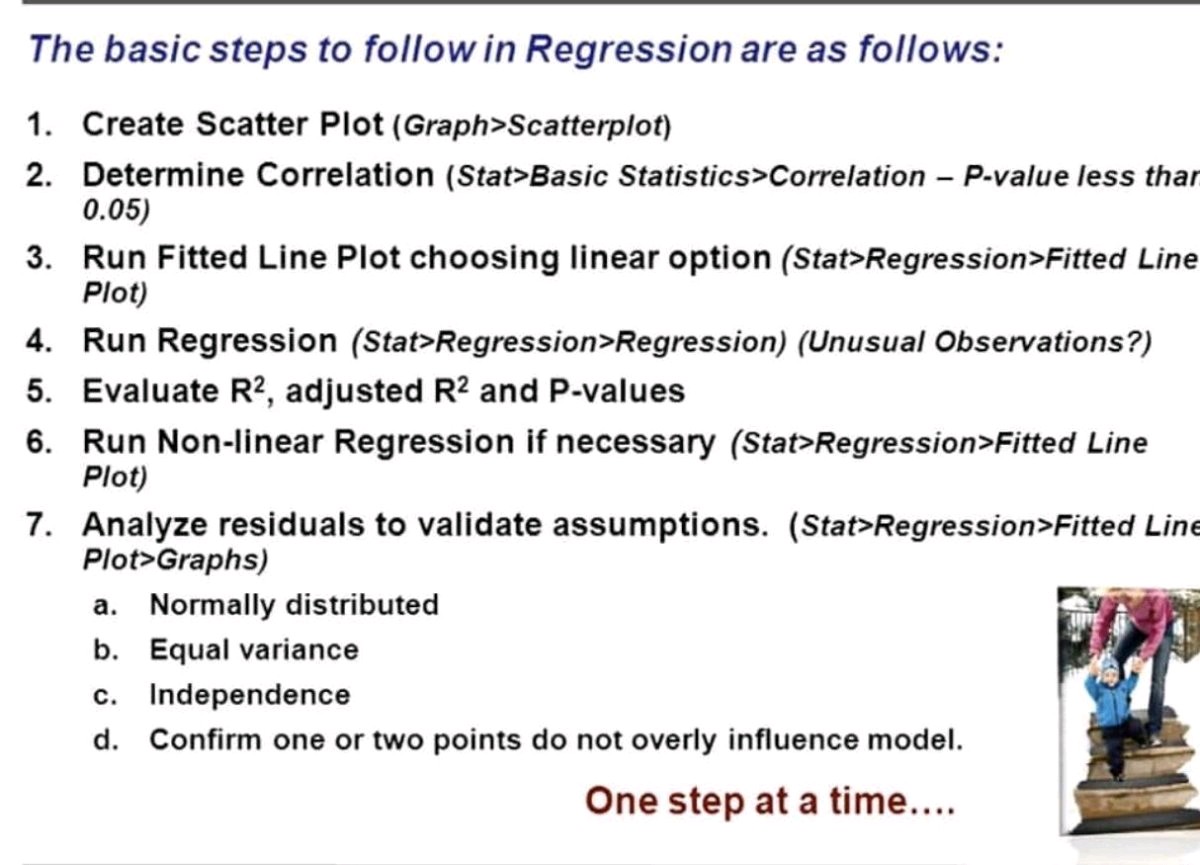 The basic steps to follow in Regression are as follows:
1. Create Scatter Plot (Graph>Scatterplot)
2. Determine Correlation (Stat>Basic Statistics>Correlation – P-value less than
0.05)
3. Run Fitted Line Plot choosing linear option (Stat>Regression>Fitted Line
Plot)
4. Run Regression (Stat>Regression>Regression) (Unusual Observations?)
5. Evaluate R², adjusted R² and P-values
6. Run Non-linear Regression if necessary (Stat>Regression>Fitted Line
Plot)
7. Analyze residuals to validate assumptions. (Stat>Regression>Fitted Line
Plot>Graphs)
a. Normally distributed
b. Equal variance
c. Independence
d. Confirm one or two points do not overly influence model.
One step at a time....